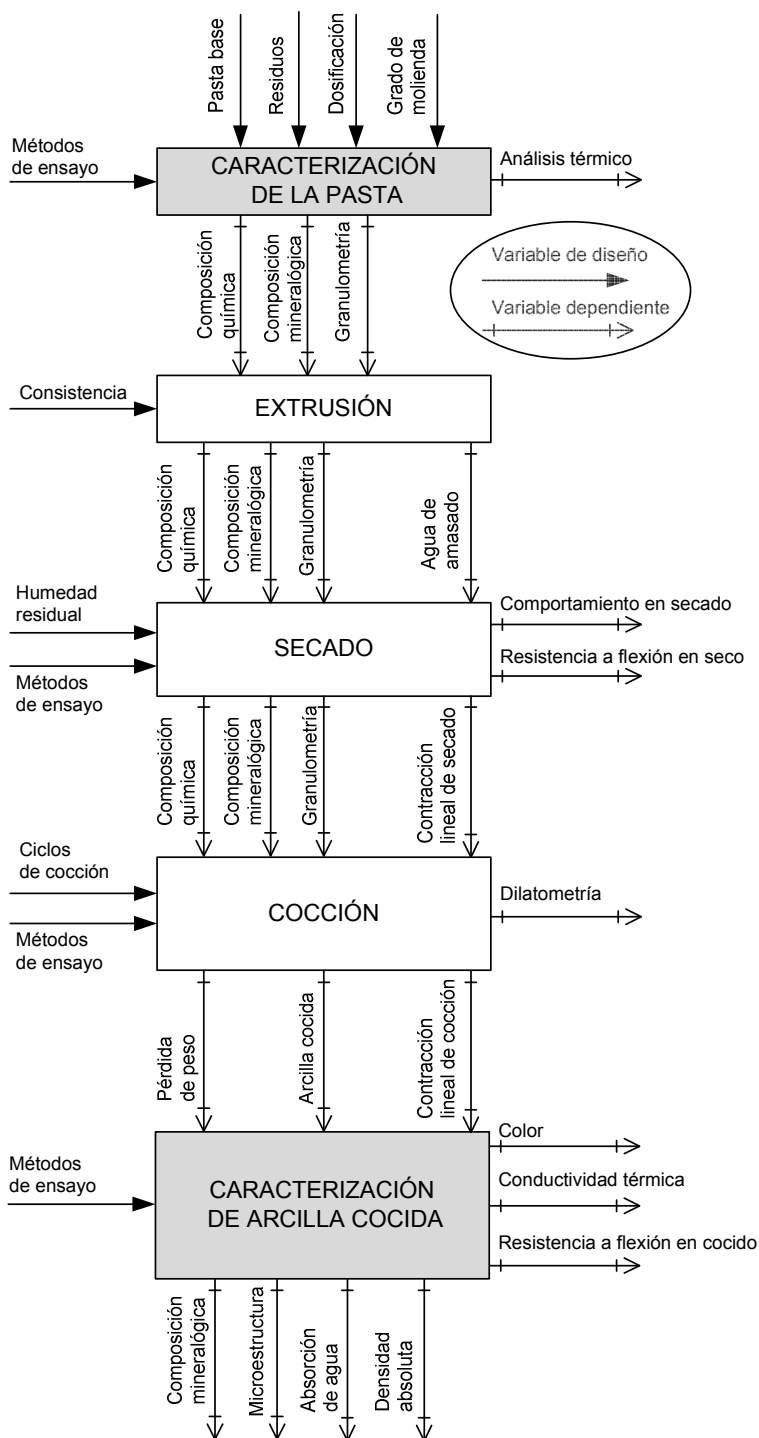 Pasta base
Residuos
Dosificación
Grado de
molienda
Métodos
de ensayo
CARACTERIZACIÓN
DE LA PASTA
Análisis térmico
Variable de diseño
Variable dependiente
Composición
química
Composición
mineralógica
Granulometría
Consistencia
EXTRUSIÓN
Composición
química
Composición
mineralógica
Granulometría
Agua de
amasado
Humedad
residual
Métodos
de ensayo
SECADO
Comportamiento en secado
Resistencia a flexión en seco
Composición
química
Composición
mineralógica
Granulometría
Contracción
lineal de secado
Ciclos
de cocción
Métodos
de ensayo
COCCIÓN
Dilatometría
Pérdida
de peso
Arcilla cocida
Contracción
lineal de cocción
Métodos
de ensayo
CARACTERIZACIÓN
DE ARCILLA COCIDA
Color
Conductividad térmica
Resistencia a flexión en cocido
Composición
mineralógica
Microestructura
Absorción
de agua
Densidad
absoluta